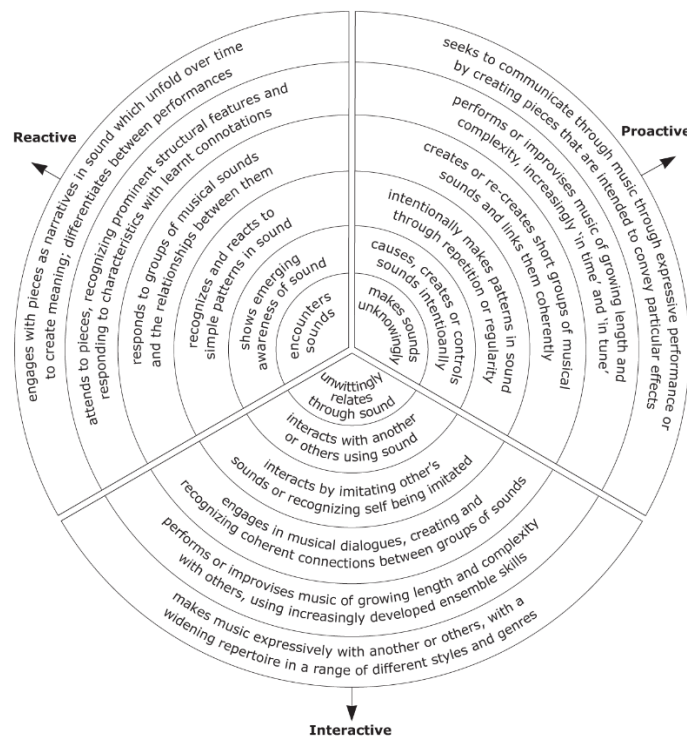 Reactive
engages with pieces as narratives in sound which unfold over time
to create meaning; differentiates between performances
attends to pieces, recognizing prominent structural features and
responding to characteristics with learnt connotations
responds to groups of musical sounds
and the relationships between them
recognizes and reacts to
simple patterns in sound
shows emerging
awareness of sound
encounters
sounds
Proactive
seeks to communicate through music through expressive performance or
by creating pieces that are intended to convey particular effects
performs or improvises music of growing length and
complexity, increasingly ‘in time’ and ‘in tune’
creates or re-creates short groups of musical
sounds and links them coherently
intentionally makes patterns in sound
through repetition or regularity
causes, creates or controls
sounds intentioanlly
makes sounds
unknowingly
unwittingly
relates
through sound
interacts with another
or others using sound
interacts by imitating other's
sounds or recognizing self being imitated
engages in musical dialogues, creating and
recognizing coherent connections between groups of sounds
performs or improvises music of growing length and complexity
with others, using increasingly developed ensemble skills
makes music expressively with another or others, with a
widening repertoire in a range of different styles and genres
Interactive